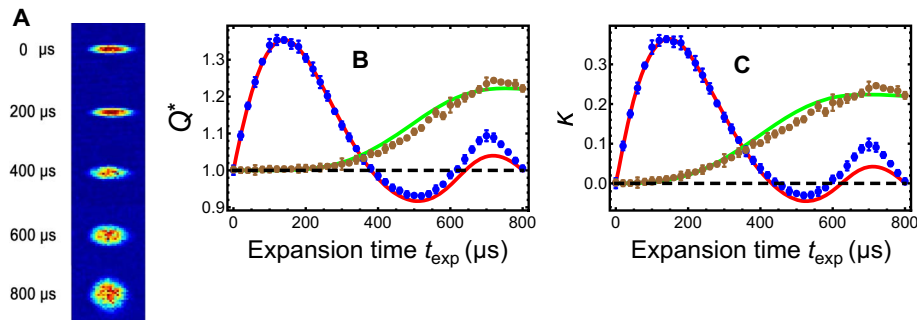 A
0 μs
200 μs
400 μs
600 μs
800 μs
B
Q*
1.3
1.2
1.1
1.0
0.9
0 200 400 600 800
Expansion time t_exp (μs)
C
κ
0.3
0.2
0.1
0.0
0 200 400 600 800
Expansion time t_exp (μs)